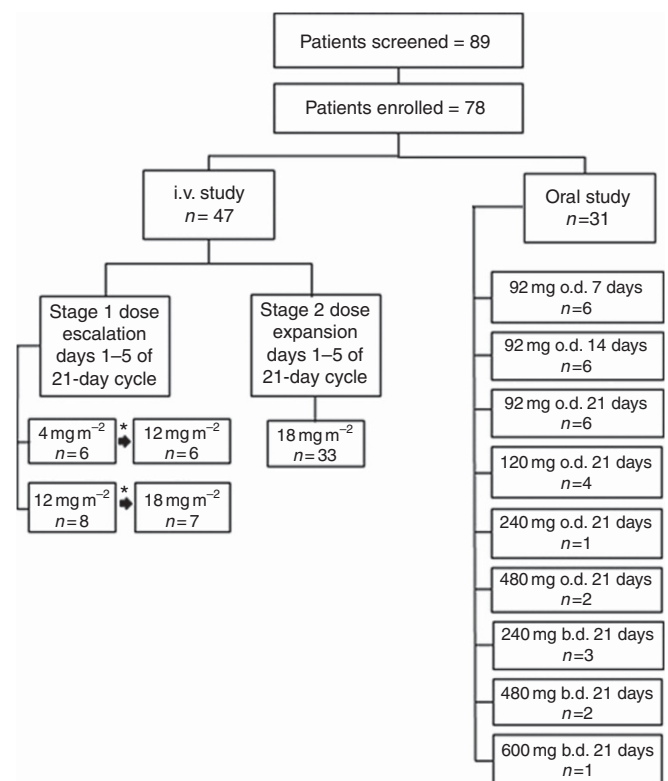 Patients screened = 89
Patients enrolled = 78
i.v. study
n= 47
Oral study
n=31
Stage 1 dose
escalation
days 1–5 of
21-day cycle
Stage 2 dose
expansion
days 1–5 of
21-day cycle
4 mg m⁻²
n=6
*
12 mg m⁻²
n=6
12 mg m⁻²
n=8
*
18 mg m⁻²
n=7
18 mg m⁻²
n=33
92 mg o.d. 7 days
n=6
92 mg o.d. 14 days
n=6
92 mg o.d. 21 days
n=6
120 mg o.d. 21 days
n=4
240 mg o.d. 21 days
n=1
480 mg o.d. 21 days
n=2
240 mg b.d. 21 days
n=3
480 mg b.d. 21 days
n=2
600 mg b.d. 21 days
n=1